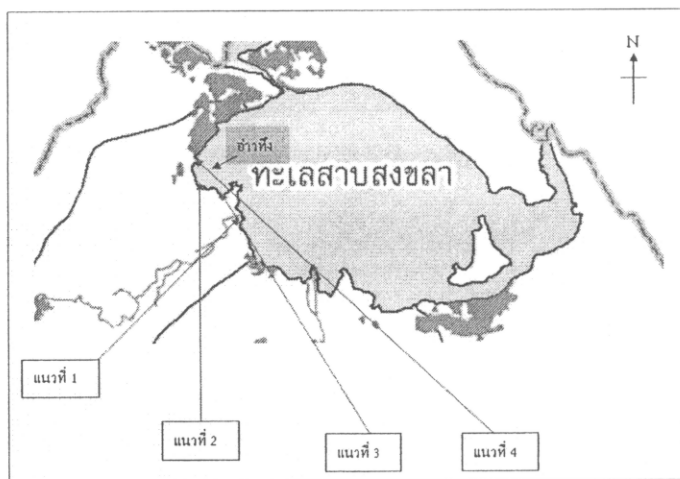 N
อ่าวทึง
ทะเลสาบสงขลา
แนวที่ 1
แนวที่ 2
แนวที่ 3
แนวที่ 4